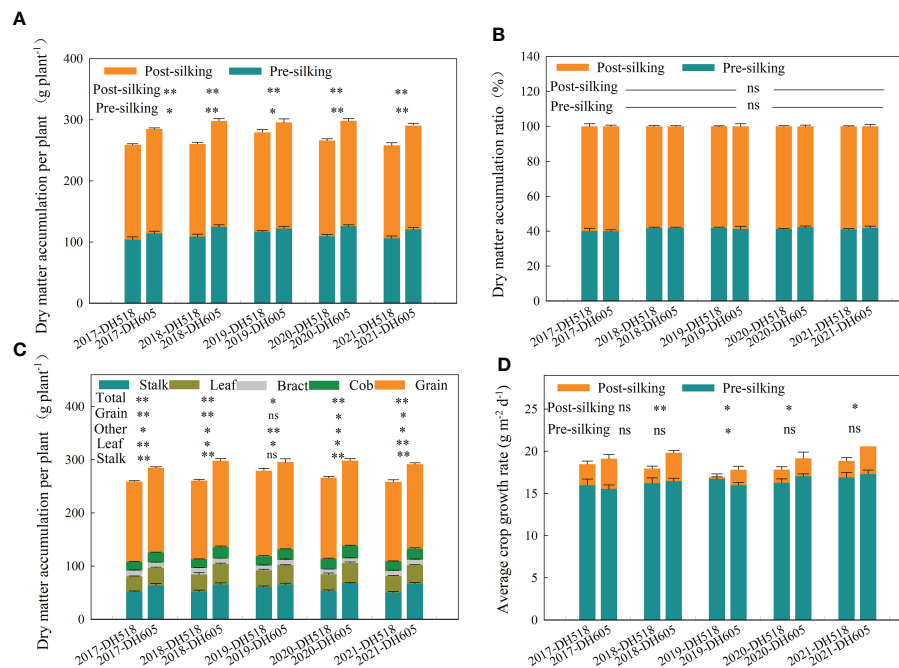 A
Dry matter accumulation per plant (g plant-1)
400
300
200
100
0
Post-silking Pre-silking
Post-silking ** ** ** ** **
Pre-silking * ** * ** **
2017-DH518
2017-DH605
2018-DH518
2018-DH605
2019-DH518
2019-DH605
2020-DH518
2020-DH605
2021-DH518
2021-DH605
B
Dry matter accumulation ratio (%)
140
120
100
80
60
40
20
0
Post-silking Pre-silking
Post-silking ns
Pre-silking ns
2017-DH518
2017-DH605
2018-DH518
2018-DH605
2019-DH518
2019-DH605
2020-DH518
2020-DH605
2021-DH518
2021-DH605
C
Dry matter accumulation per plant (g plant-1)
400
300
200
100
0
Stalk Leaf Bract Cob Grain
Total ** ** * ** **
Grain ** ** ns * *
Other * * ** * *
Leaf ** * * * **
Stalk ** ** ns ** **
2017-DH518
2017-DH605
2018-DH518
2018-DH605
2019-DH518
2019-DH605
2020-DH518
2020-DH605
2021-DH518
2021-DH605
D
Average crop growth rate (g m-2 d-1)
25
20
15
10
5
0
Post-silking Pre-silking
Post-silking ns ** * * *
Pre-silking ns ns * ns ns
2017-DH518
2017-DH605
2018-DH518
2018-DH605
2019-DH518
2019-DH605
2020-DH518
2020-DH605
2021-DH518
2021-DH605